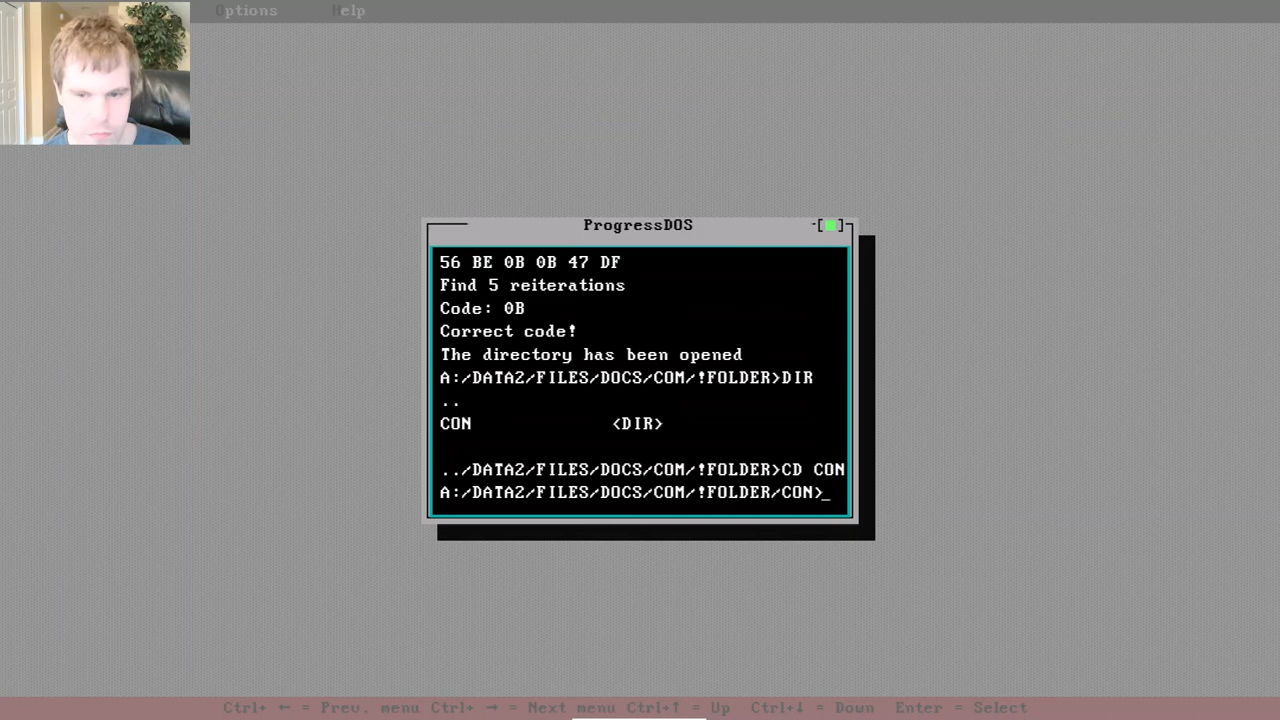 Options Help
ProgressDOS
[■]
56 BE 0B 0B 47 DF
Find 5 reiterations
Code: 0B
Correct code!
The directory has been opened
A:/DATA2/FILES/DOCS/COM/!FOLDER>DIR
..
CON <DIR>
../DATA2/FILES/DOCS/COM/!FOLDER>CD CON
A:/DATA2/FILES/DOCS/COM/!FOLDER/CON>_
Ctrl+ ← = Prev. menu Ctrl+ → = Next menu Ctrl+↑ = Up Ctrl+↓ = Down Enter = Select